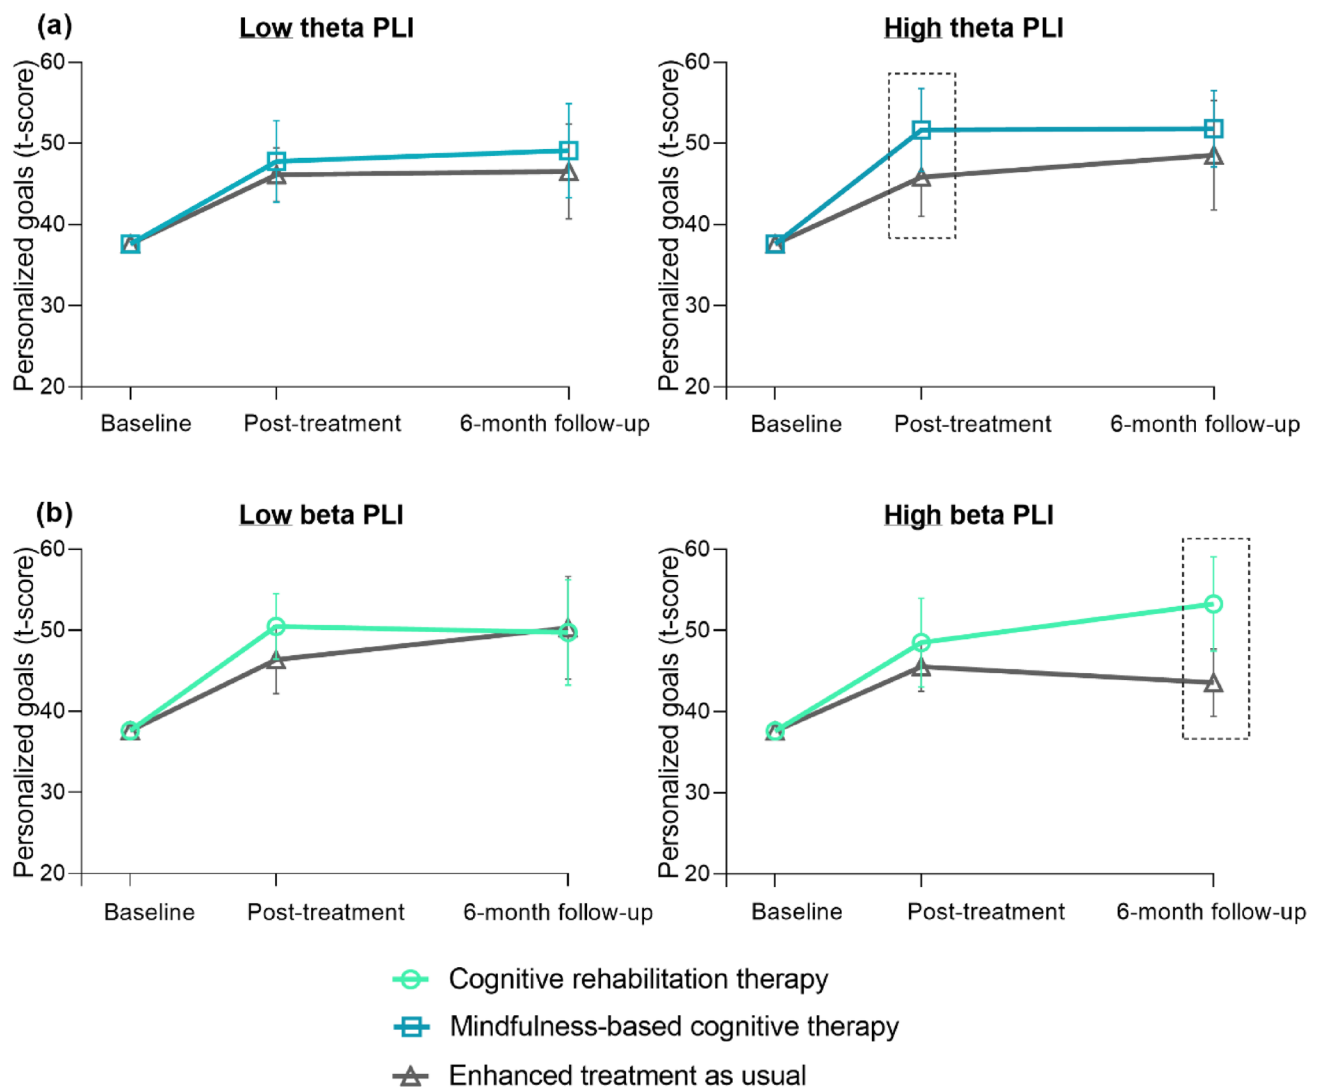 (a)
Low theta PLI
High theta PLI
Personalized goals (t-score)
60
50
40
30
20
Baseline
Post-treatment
6-month follow-up
Personalized goals (t-score)
60
50
40
30
20
Baseline
Post-treatment
6-month follow-up
(b)
Low beta PLI
High beta PLI
Personalized goals (t-score)
60
50
40
30
20
Baseline
Post-treatment
6-month follow-up
Personalized goals (t-score)
60
50
40
30
20
Baseline
Post-treatment
6-month follow-up
Cognitive rehabilitation therapy
Mindfulness-based cognitive therapy
Enhanced treatment as usual